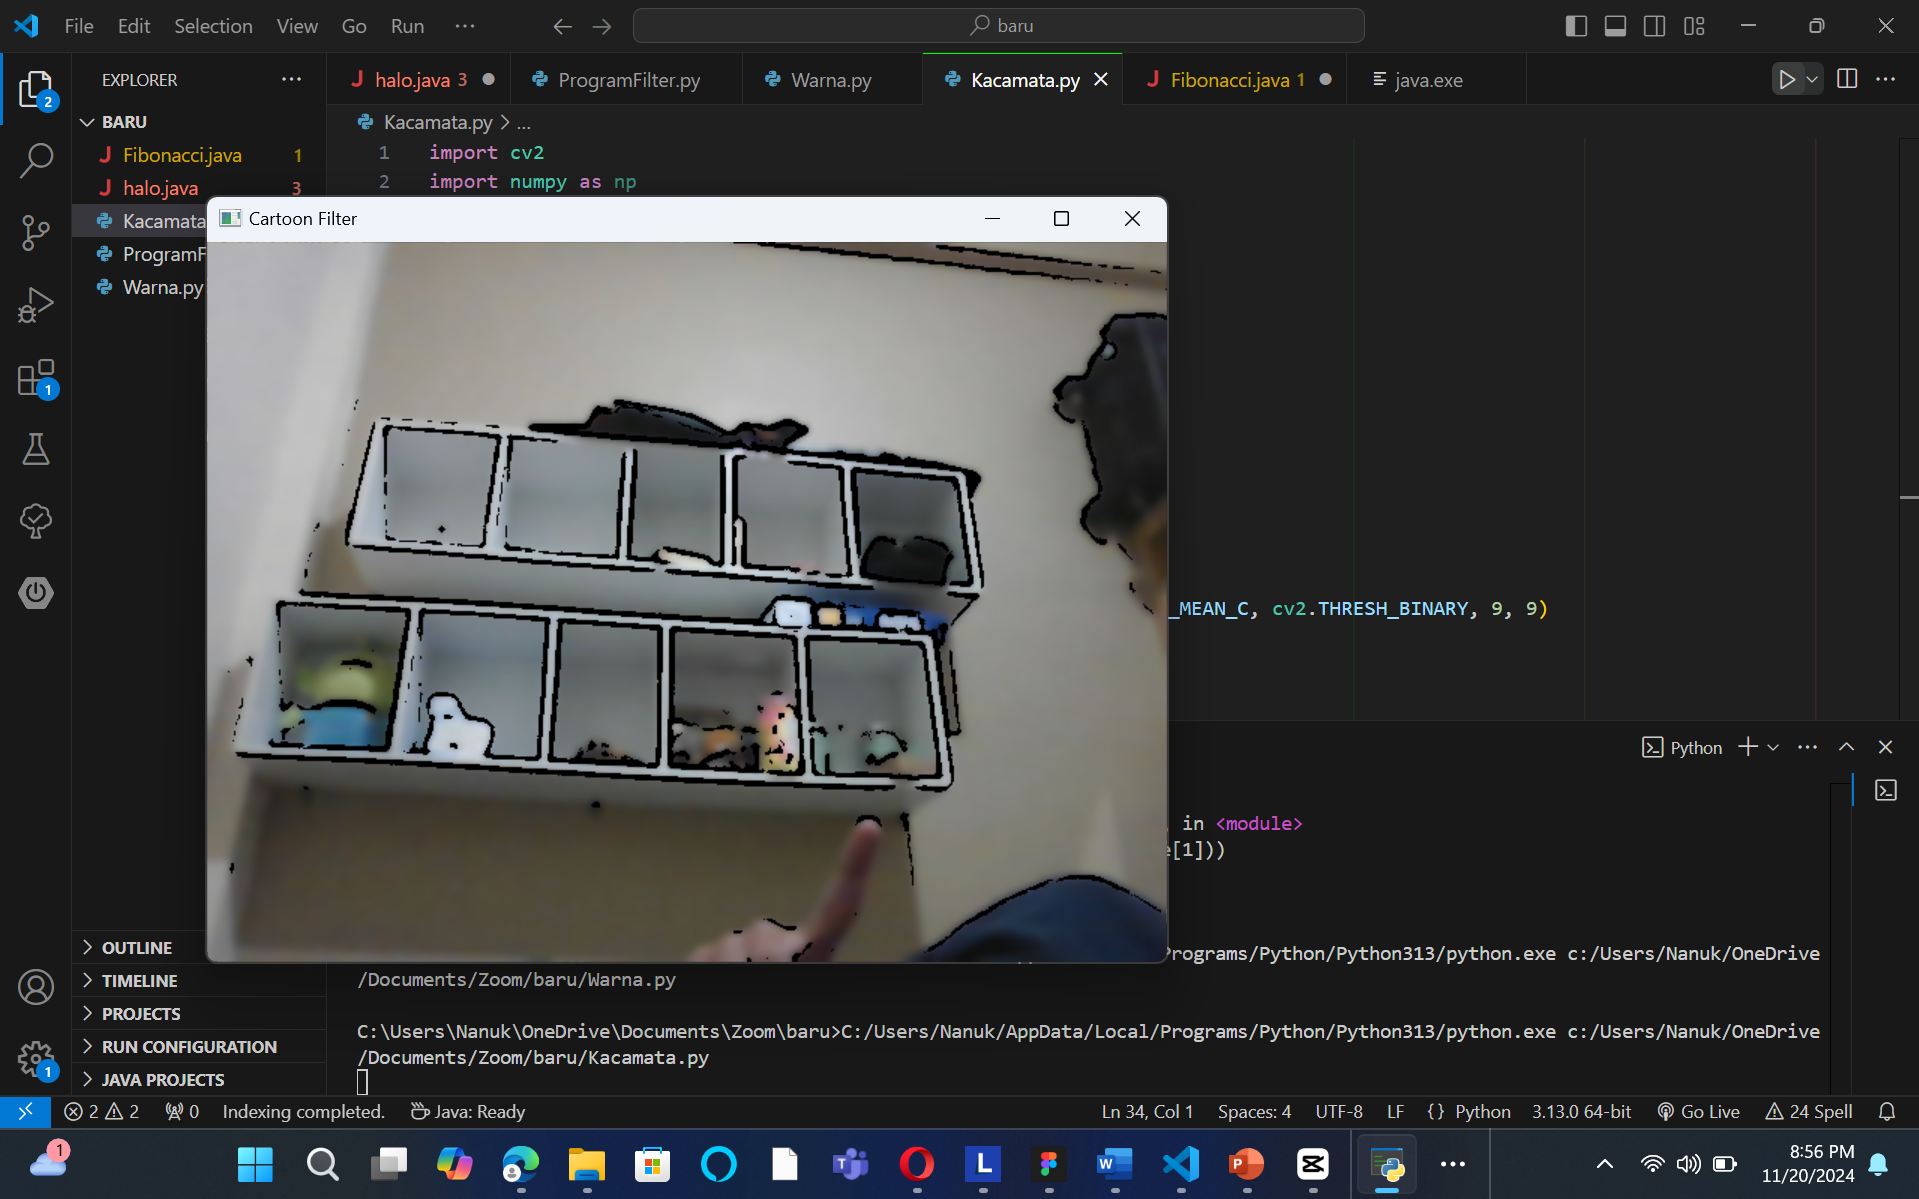 File Edit Selection View Go Run ··· baru
EXPLORER
halo.java 3 ProgramFilter.py Warna.py Kacamata.py Fibonacci.java 1 java.exe
BARU
Fibonacci.java 1
halo.java 3
Kacamata
ProgramF
Warna.py
Kacamata.py > ...
1 import cv2
2 import numpy as np
Cartoon Filter
_MEAN_C, cv2.THRESH_BINARY, 9, 9)
Python
in <module>
[1]))
rograms/Python/Python313/python.exe c:/Users/Nanuk/OneDrive
/Documents/Zoom/baru/Warna.py
C:\Users\Nanuk\OneDrive\Documents\Zoom\baru>C:/Users/Nanuk/AppData/Local/Programs/Python/Python313/python.exe c:/Users/Nanuk/OneDrive
/Documents/Zoom/baru/Kacamata.py
OUTLINE
TIMELINE
PROJECTS
RUN CONFIGURATION
JAVA PROJECTS
2
1
1
2 2 0 Indexing completed. Java: Ready Ln 34, Col 1 Spaces: 4 UTF-8 LF {} Python 3.13.0 64-bit Go Live 24 Spell
1
8:56 PM
11/20/2024